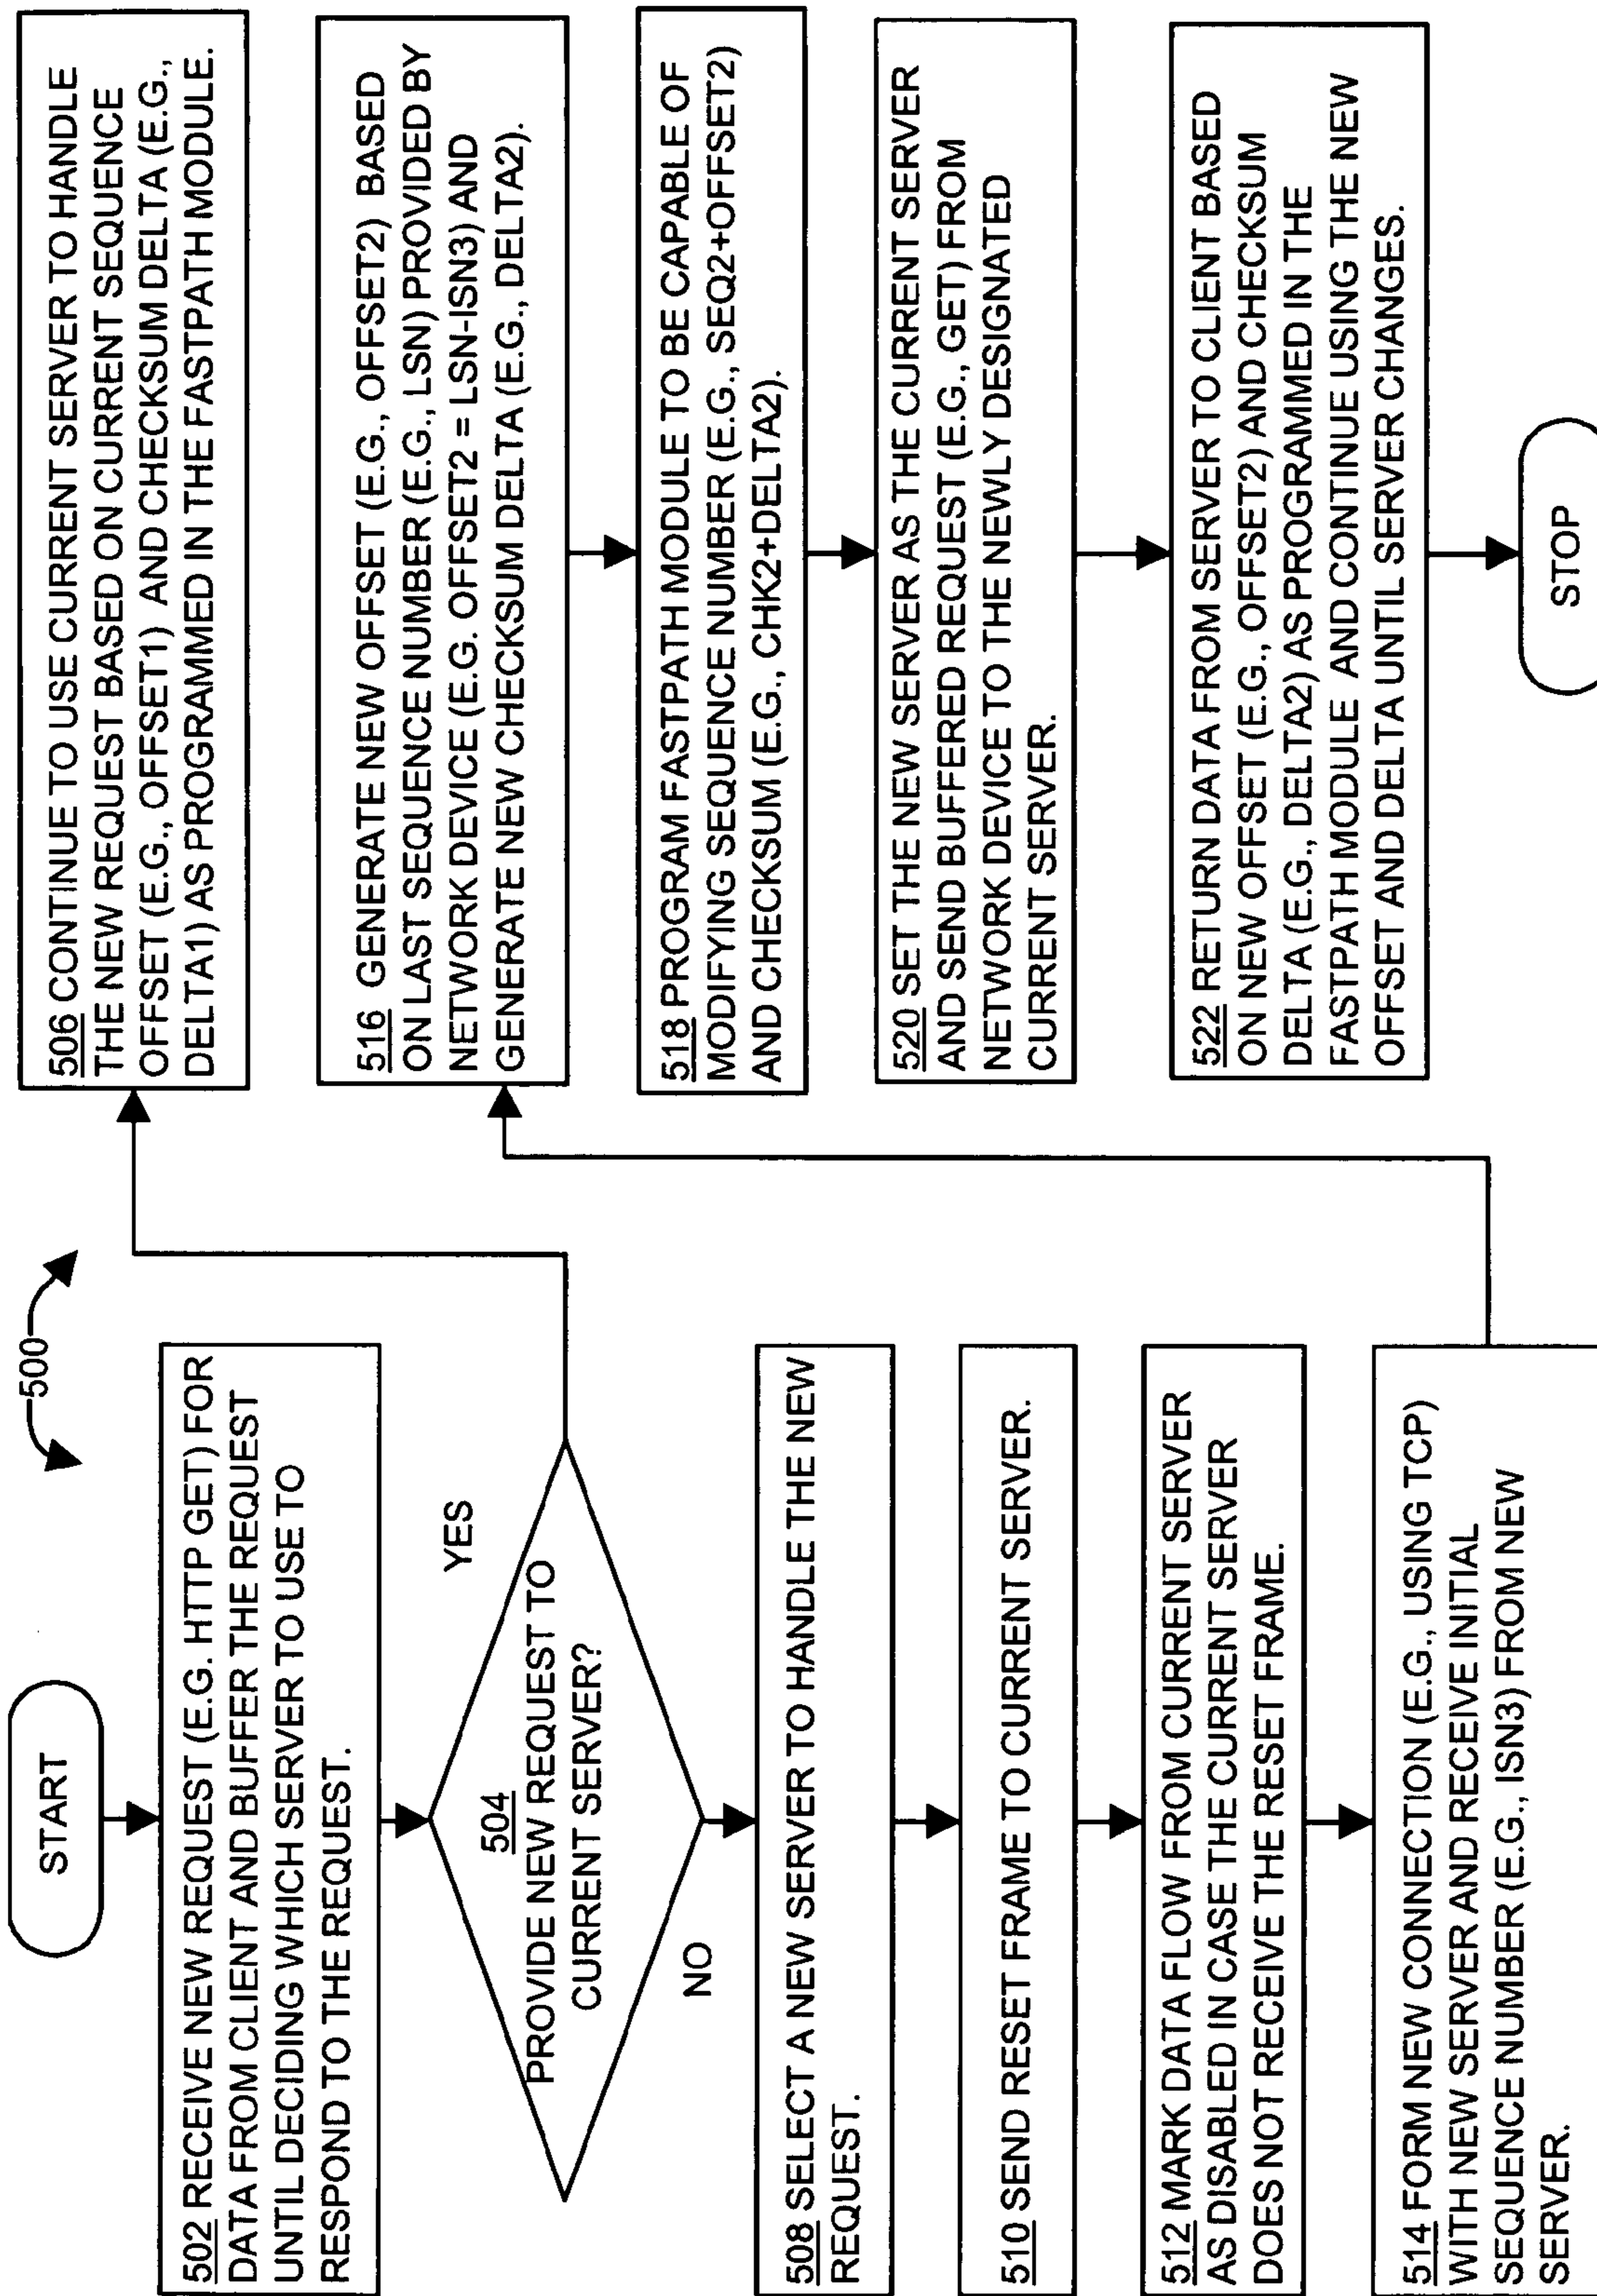 500
START
502 RECEIVE NEW REQUEST (E.G. HTTP GET) FOR
DATA FROM CLIENT AND BUFFER THE REQUEST
UNTIL DECIDING WHICH SERVER TO USE TO
RESPOND TO THE REQUEST.
504
PROVIDE NEW REQUEST TO
CURRENT SERVER?
YES
NO
506 CONTINUE TO USE CURRENT SERVER TO HANDLE
THE NEW REQUEST BASED ON CURRENT SEQUENCE
OFFSET (E.G., OFFSET1) AND CHECKSUM DELTA (E.G.,
DELTA1) AS PROGRAMMED IN THE FASTPATH MODULE.
508 SELECT A NEW SERVER TO HANDLE THE NEW
REQUEST.
510 SEND RESET FRAME TO CURRENT SERVER.
512 MARK DATA FLOW FROM CURRENT SERVER
AS DISABLED IN CASE THE CURRENT SERVER
DOES NOT RECEIVE THE RESET FRAME.
514 FORM NEW CONNECTION (E.G., USING TCP)
WITH NEW SERVER AND RECEIVE INITIAL
SEQUENCE NUMBER (E.G., ISN3) FROM NEW
SERVER.
516 GENERATE NEW OFFSET (E.G., OFFSET2) BASED
ON LAST SEQUENCE NUMBER (E.G., LSN) PROVIDED BY
NETWORK DEVICE (E.G. OFFSET2 = LSN-ISN3) AND
GENERATE NEW CHECKSUM DELTA (E.G., DELTA2).
518 PROGRAM FASTPATH MODULE TO BE CAPABLE OF
MODIFYING SEQUENCE NUMBER (E.G., SEQ2+OFFSET2)
AND CHECKSUM (E.G., CHK2+DELTA2).
520 SET THE NEW SERVER AS THE CURRENT SERVER
AND SEND BUFFERED REQUEST (E.G., GET) FROM
NETWORK DEVICE TO THE NEWLY DESIGNATED
CURRENT SERVER.
522 RETURN DATA FROM SERVER TO CLIENT BASED
ON NEW OFFSET (E.G., OFFSET2) AND CHECKSUM
DELTA (E.G., DELTA2) AS PROGRAMMED IN THE
FASTPATH MODULE AND CONTINUE USING THE NEW
OFFSET AND DELTA UNTIL SERVER CHANGES.
STOP